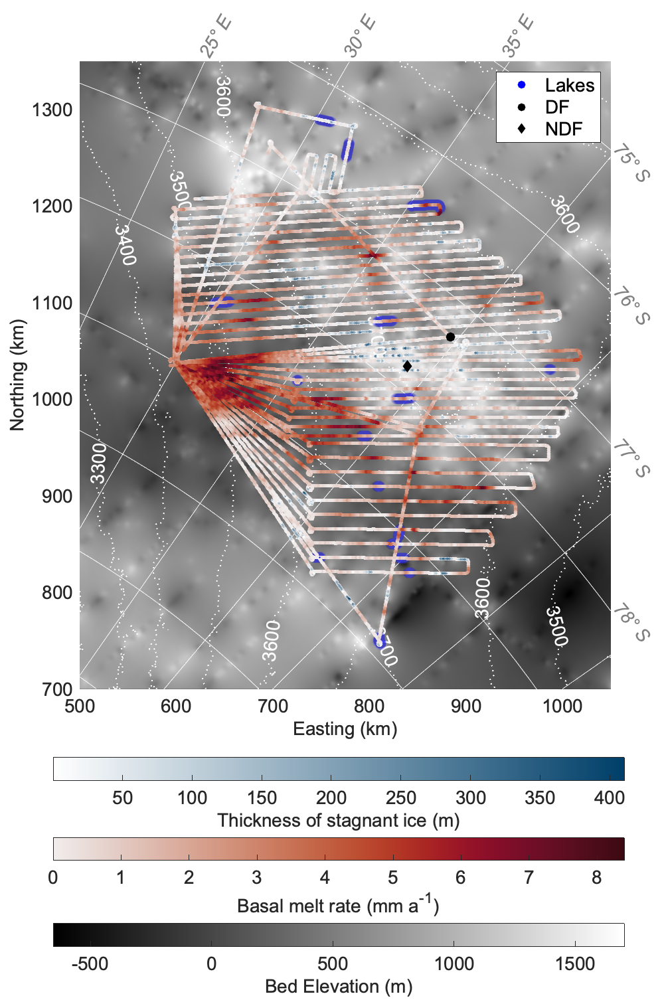 25° E
30° E
35° E
Lakes
DF
NDF
1300
1200
1100
1000
900
800
700
Northing (km)
3600
3500
3400
3300
3600
75° S
76° S
77° S
78° S
3600
700
3600
3500
500
600
700
800
900
1000
Easting (km)
50
100
150
200
250
300
350
400
Thickness of stagnant ice (m)
0
1
2
3
4
5
6
7
8
Basal melt rate (mm a-1)
-500
0
500
1000
1500
Bed Elevation (m)